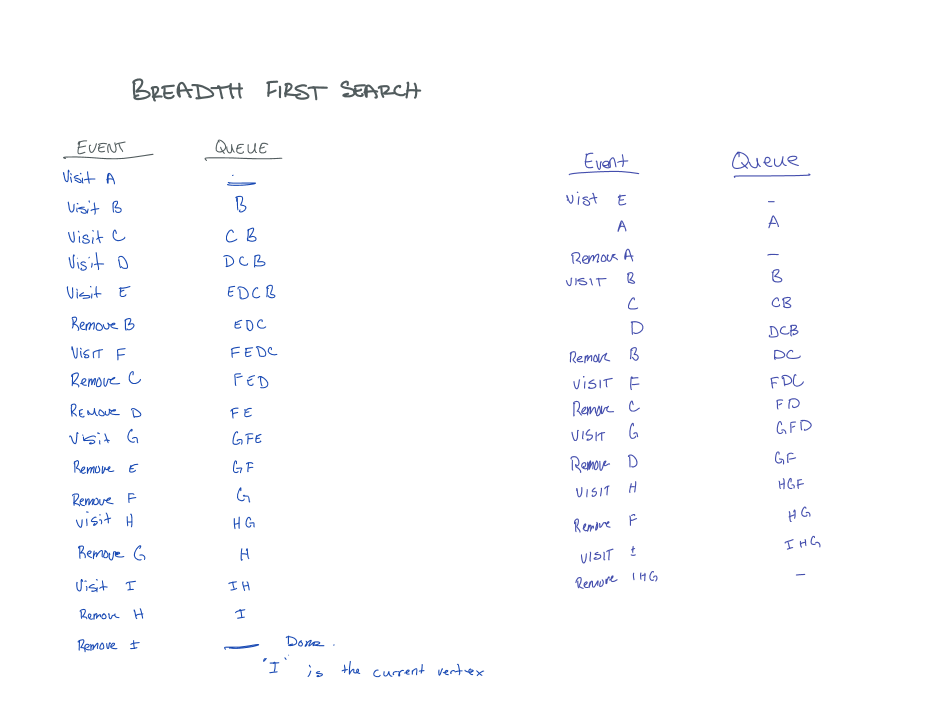 BREADTH FIRST SEARCH
EVENT QUEUE
Visit A —
Visit B B
Visit C C B
Visit D D C B
Visit E E D C B
Remove B E D C
VISIT F F E D C
Remove C F E D
REMOVE D F E
Visit G G F E
Remove E G F
Remove F G
Visit H H G
Remove G H
Visit I I H
Remove H I
Remove I — Done.
"I" is the current vertex
Event Queue
Vist E –
A A
Remove A —
VISIT B B
C CB
D DCB
Remove B DC
VISIT F FDC
Remove C FD
VISIT G GFD
Remove D GF
VISIT H HGF
Remove F HG
VISIT I I HG
Remove IHG –